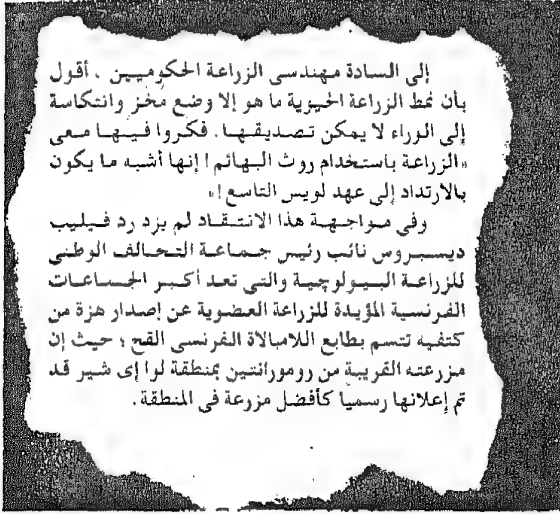 إلى السادة مهندسى الزراعة الحكوميين . أقول
بأن نمط الزراعة الحيوية ما هو إلا وضع مُخز وانتكاسة
إلى الوراء لا يمكن تصديقها. فكروا فيها معى
«الزراعة باستخدام روث البهائم! إنها أشبه ما يكون
بالارتداد إلى عهد لويس التاسع!»
وفى مواجهة هذا الانتقاد لم يزد رد فيليب
ديسبروس نائب رئيس جماعة التحالف الوطنى
للزراعة البيولوچية والتى تعد أكبر الجماعات
الفرنسية المؤيدة للزراعة العضوية عن إصدار هزة من
كتفيه تتسم بطابع اللامبالاة الفرنسى القح ؛ حيث إن
مزرعته القريبة من رومورانتين بمنطقة لوا إى شير قد
تم إعلانها رسمياً كأفضل مزرعة فى المنطقة.